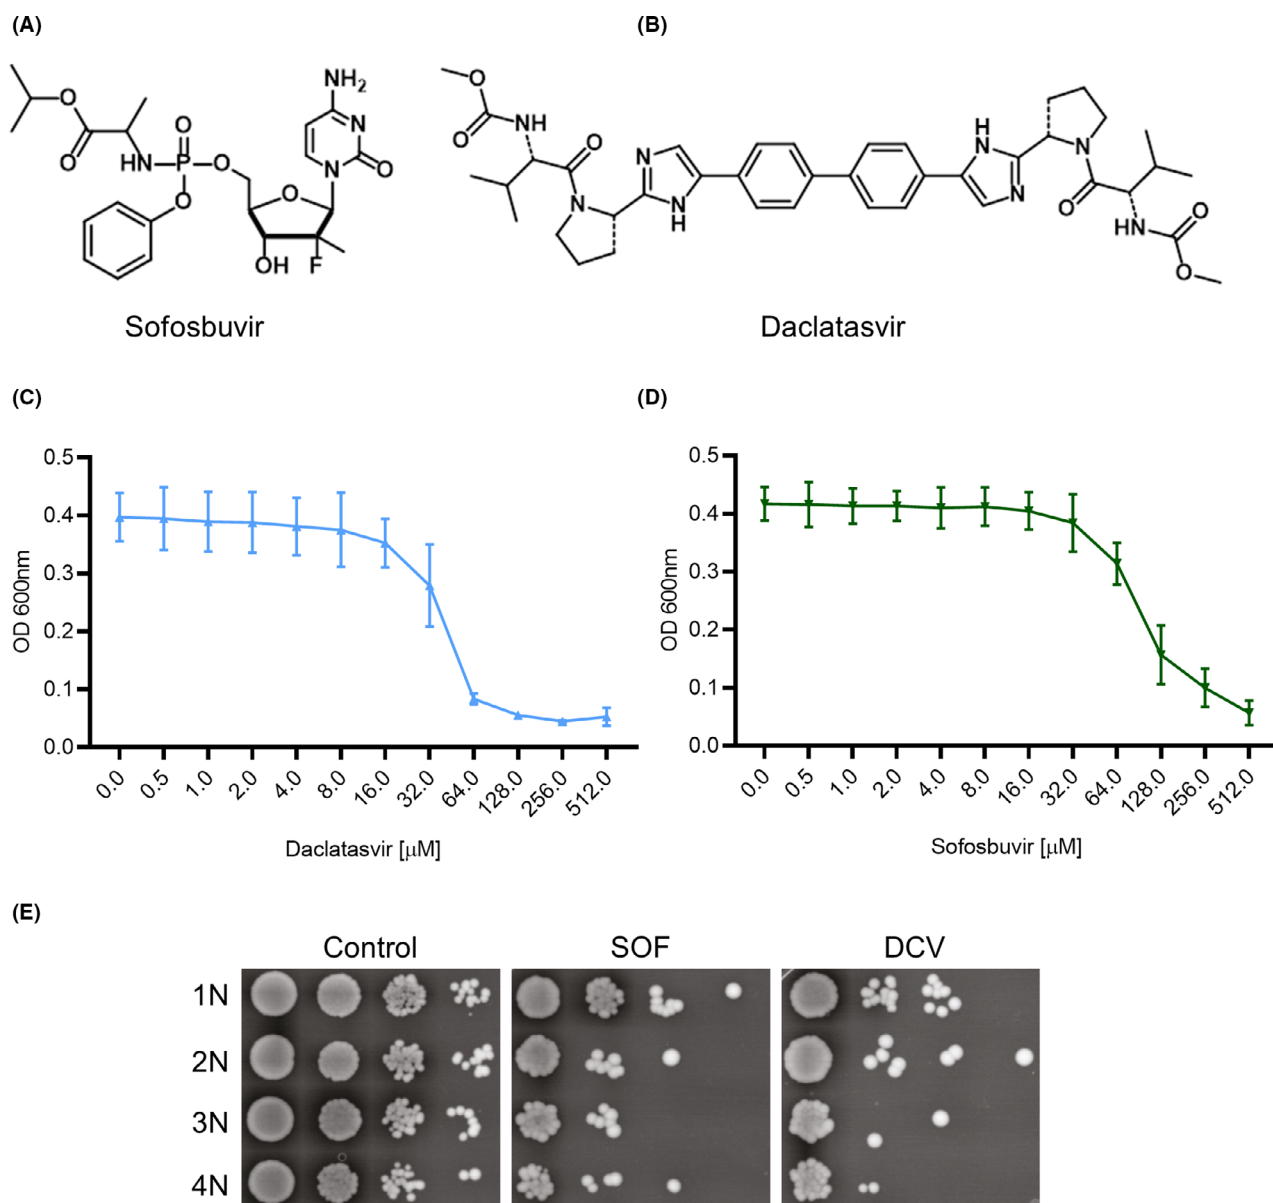 (A)
(B)
NH2
O
O
O
HN
P
O
O
N
N
O
O
OH
F
O
O
NH
O
N
N
N
H
H
N
N
N
O
HN
O
O
Sofosbuvir
Daclatasvir
(C)
(D)
0.5
0.4
0.3
0.2
0.1
0.0
OD 600nm
0.0 0.5 1.0 2.0 4.0 8.0 16.0 32.0 64.0 128.0 256.0 512.0
Daclatasvir [μM]
0.5
0.4
0.3
0.2
0.1
0.0
OD 600nm
0.0 0.5 1.0 2.0 4.0 8.0 16.0 32.0 64.0 128.0 256.0 512.0
Sofosbuvir [μM]
(E)
Control SOF DCV
1N
2N
3N
4N